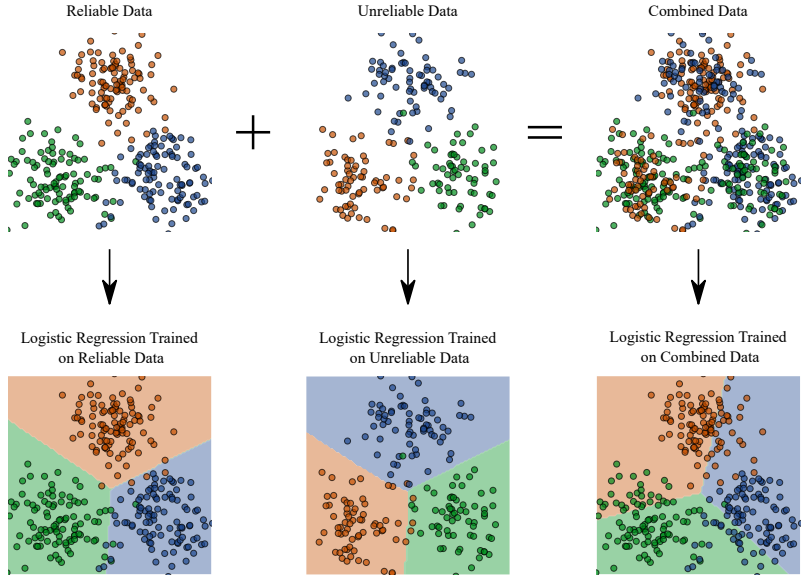 Reliable Data
Unreliable Data
Combined Data
+
=
Logistic Regression Trained
on Reliable Data
Logistic Regression Trained
on Unreliable Data
Logistic Regression Trained
on Combined Data